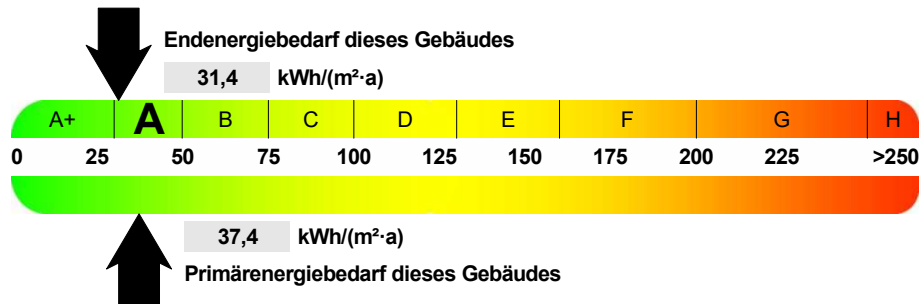 Endenergiebedarf dieses Gebäudes
31,4 kWh/(m²·a)
A+ A B C D E F G H
0 25 50 75 100 125 150 175 200 225 >250
37,4 kWh/(m²·a)
Primärenergiebedarf dieses Gebäudes